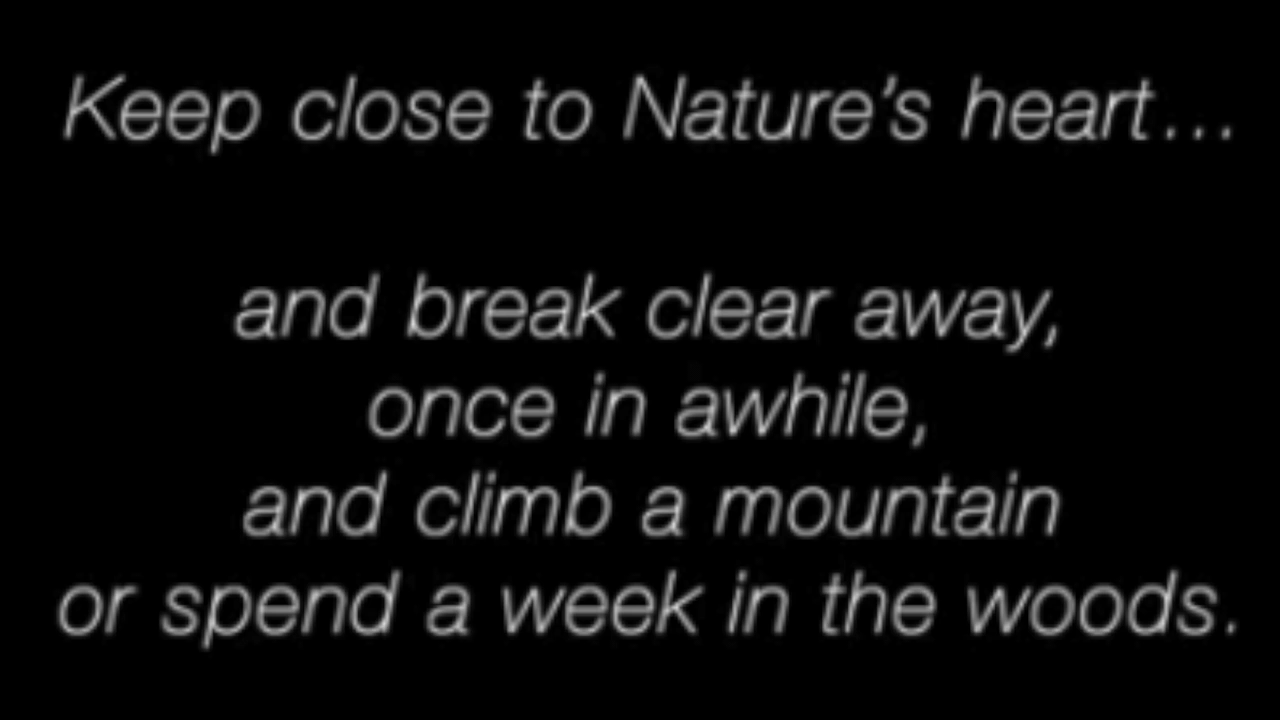 Keep close to Nature’s heart…
and break clear away,
once in awhile,
and climb a mountain
or spend a week in the woods.